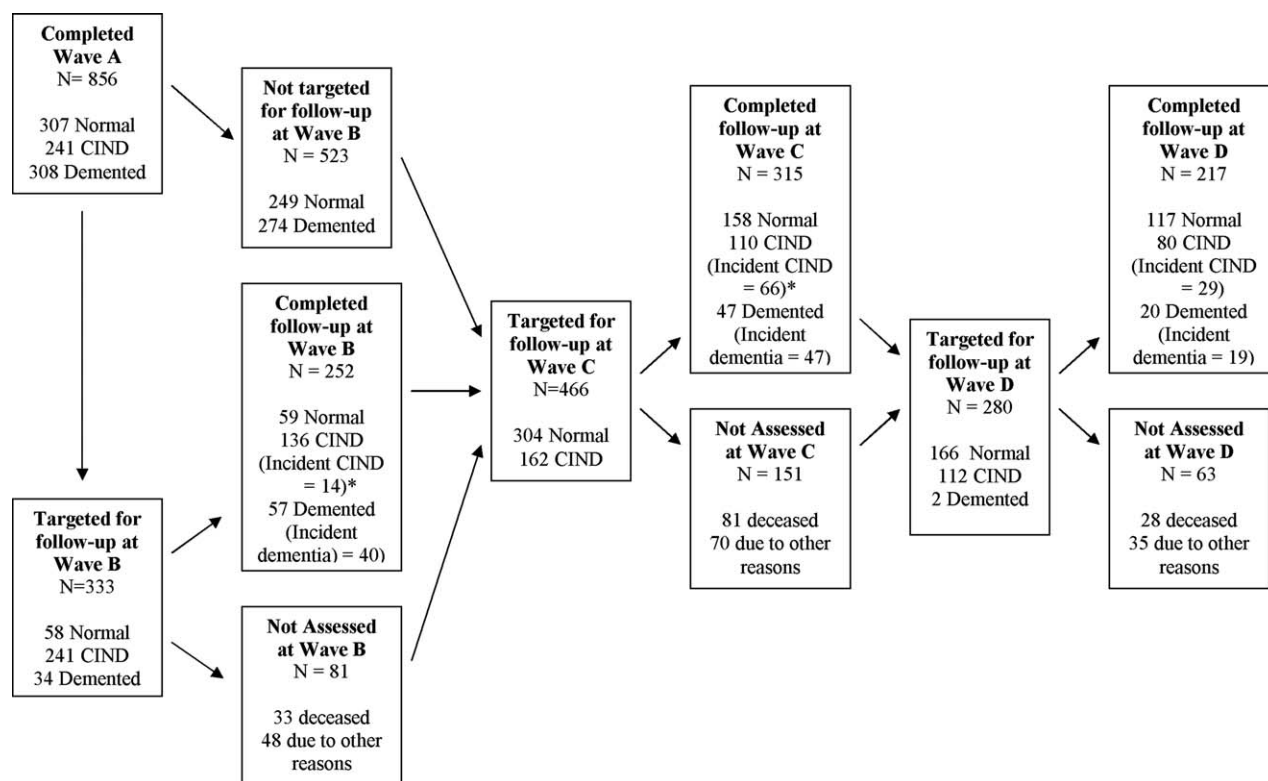 Completed
Wave A
N= 856
307 Normal
241 CIND
308 Demented
Targeted for
follow-up at
Wave B
N=333
58 Normal
241 CIND
34 Demented
Not targeted
for follow-up
at Wave B
N = 523
249 Normal
274 Demented
Completed
follow-up at
Wave B
N = 252
59 Normal
136 CIND
(Incident CIND
= 14)*
57 Demented
(Incident
dementia) = 40)
Not Assessed
at Wave B
N = 81
33 deceased
48 due to other
reasons
Targeted for
follow-up at
Wave C
N=466
304 Normal
162 CIND
Completed
follow-up at
Wave C
N = 315
158 Normal
110 CIND
(Incident CIND
= 66)*
47 Demented
(Incident
dementia = 47)
Not Assessed
at Wave C
N = 151
81 deceased
70 due to other
reasons
Targeted for
follow-up at
Wave D
N = 280
166 Normal
112 CIND
2 Demented
Completed
follow-up at
Wave D
N = 217
117 Normal
80 CIND
(Incident CIND
= 29)
20 Demented
(Incident
dementia = 19)
Not Assessed
at Wave D
N = 63
28 deceased
35 due to other
reasons